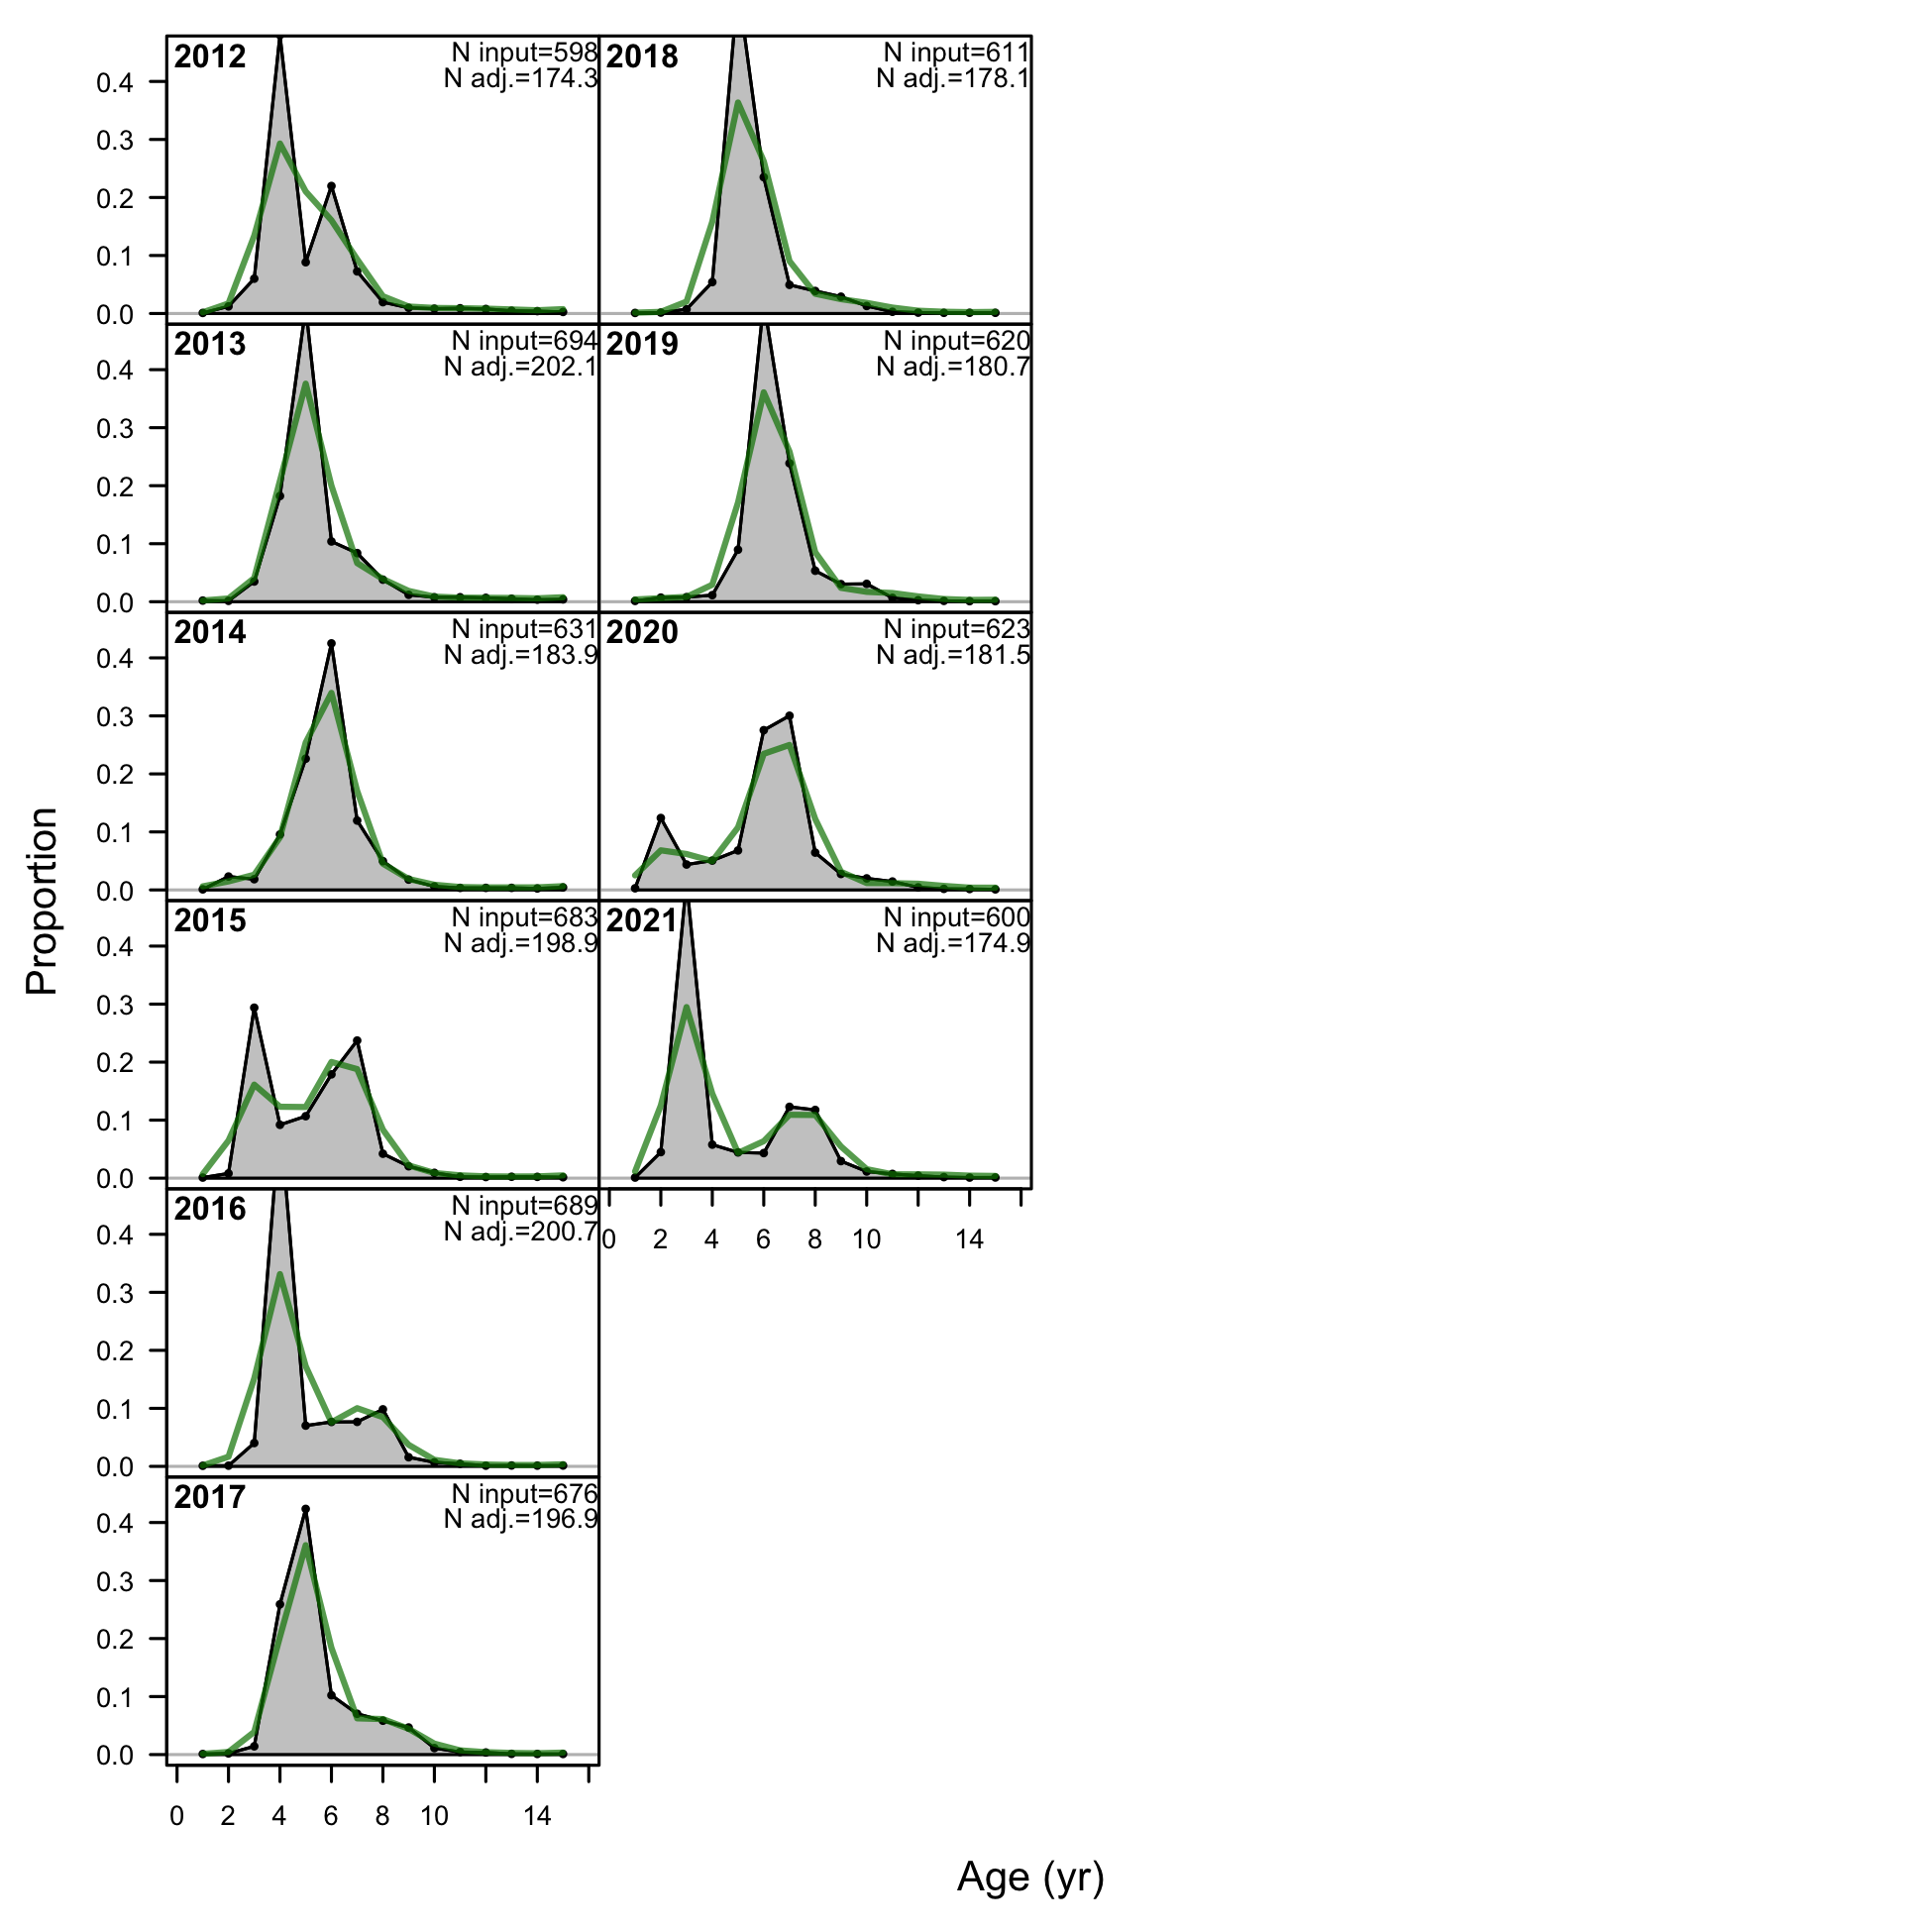 Proportion
2012
N input=598
N adj.=174.3
0.4
0.3
0.2
0.1
0.0
2013
N input=694
N adj.=202.1
0.4
0.3
0.2
0.1
0.0
2014
N input=631
N adj.=183.9
0.4
0.3
0.2
0.1
0.0
2015
N input=683
N adj.=198.9
0.4
0.3
0.2
0.1
0.0
2016
N input=689
N adj.=200.7
0.4
0.3
0.2
0.1
0.0
2017
N input=676
N adj.=196.9
0.4
0.3
0.2
0.1
0.0
0 2 4 6 8 10 14
2018
N input=611
N adj.=178.1
2019
N input=620
N adj.=180.7
2020
N input=623
N adj.=181.5
2021
N input=600
N adj.=174.9
0 2 4 6 8 10 14
Age (yr)